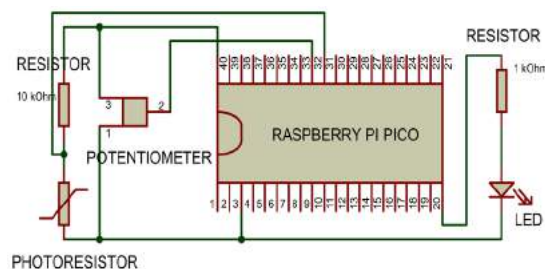 RESISTOR
10 kOhm
3
2
1
POTENTIOMETER
PHOTORESISTOR
40 39 38 37 36 35 34 33 32 31 30 29 28 27 26 25 24 23 22 21
RASPBERRY PI PICO
1 2 3 4 5 6 7 8 9 10 11 12 13 14 15 16 17 18 19 20
RESISTOR
1 kOhm
LED